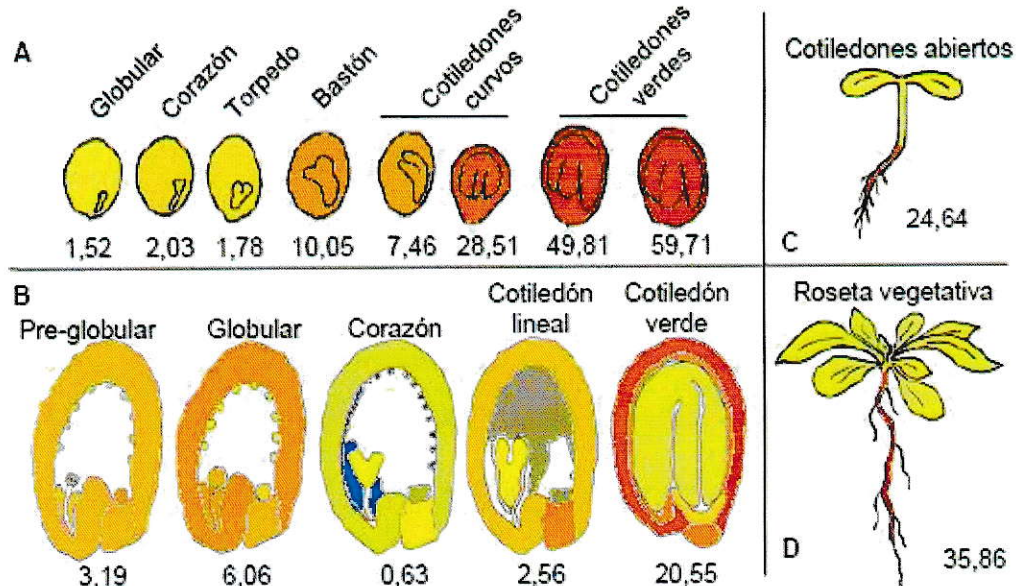 A
Globular
Corazón
Torpedo
Bastón
Cotiledones
curvos
Cotiledones
verdes
1,52 2,03 1,78 10,05 7,46 28,51 49,81 59,71
B
Pre-globular
Globular
Corazón
Cotiledón
lineal
Cotiledón
verde
3,19 6,06 0,63 2,56 20,55
Cotiledones abiertos
C
24,64
Roseta vegetativa
D
35,86